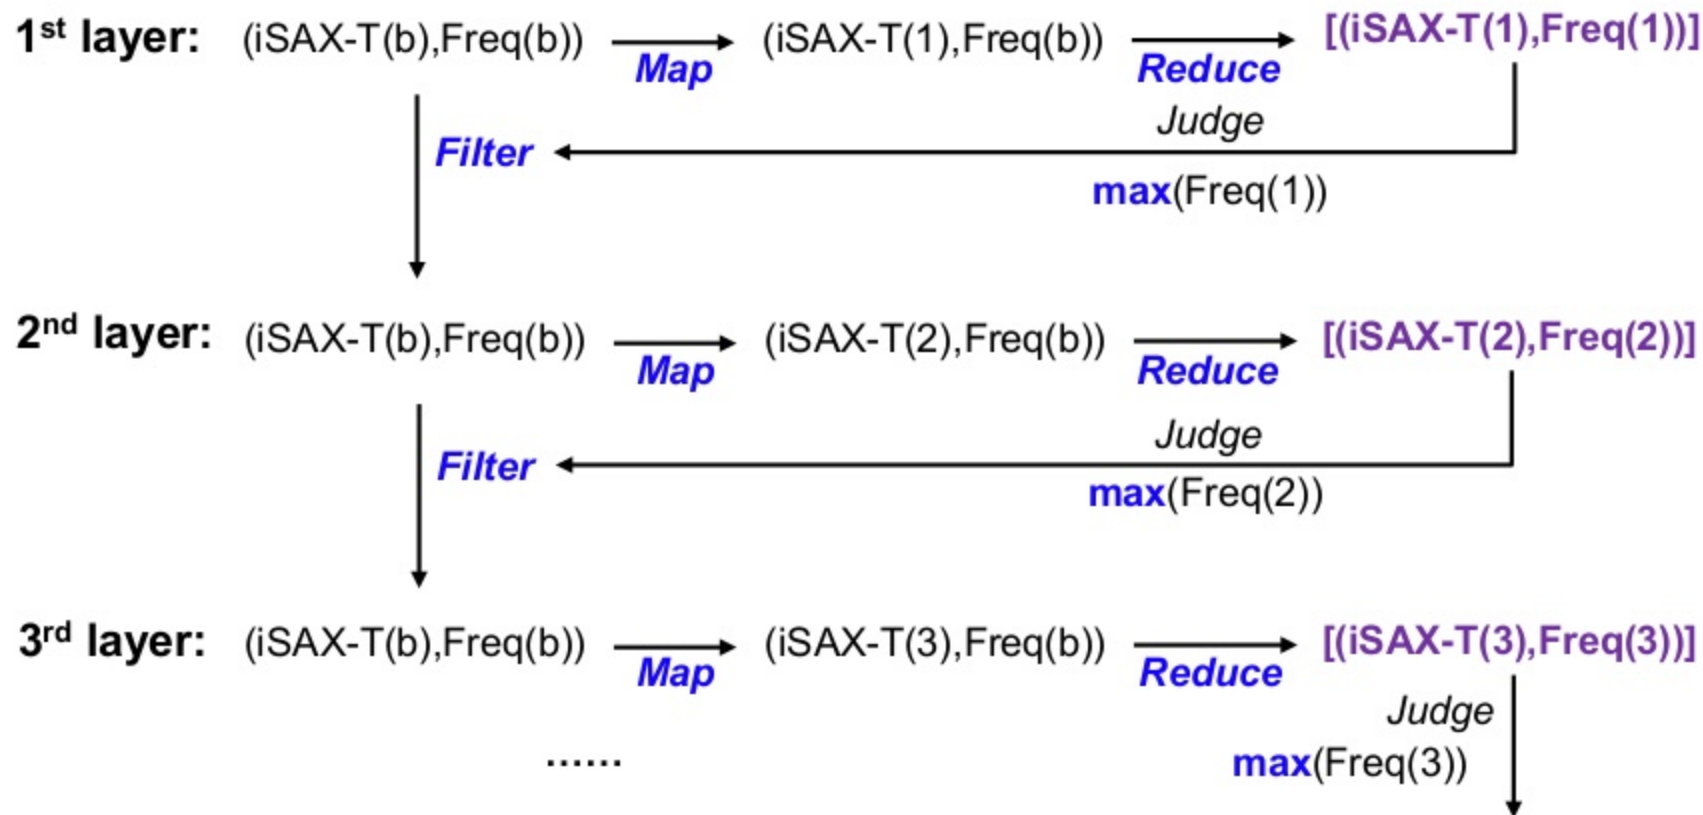 1st layer: (iSAX-T(b),Freq(b)) Map (iSAX-T(1),Freq(b)) Reduce [(iSAX-T(1),Freq(1))]
Judge
Filter
max(Freq(1))
2nd layer: (iSAX-T(b),Freq(b)) Map (iSAX-T(2),Freq(b)) Reduce [(iSAX-T(2),Freq(2))]
Judge
Filter
max(Freq(2))
3rd layer: (iSAX-T(b),Freq(b)) Map (iSAX-T(3),Freq(b)) Reduce [(iSAX-T(3),Freq(3))]
Judge
...... max(Freq(3))